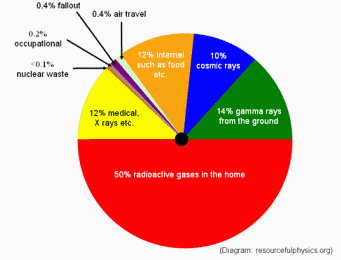 0.4% fallout
0.4% air travel
0.2%
occupational
<0.1%
nuclear waste
12% internal
such as food
etc.
10%
cosmic rays
14% gamma rays
from the ground
12% medical,
X rays etc.
50% radioactive gases in the home
(Diagram: resourcefulphysics.org)